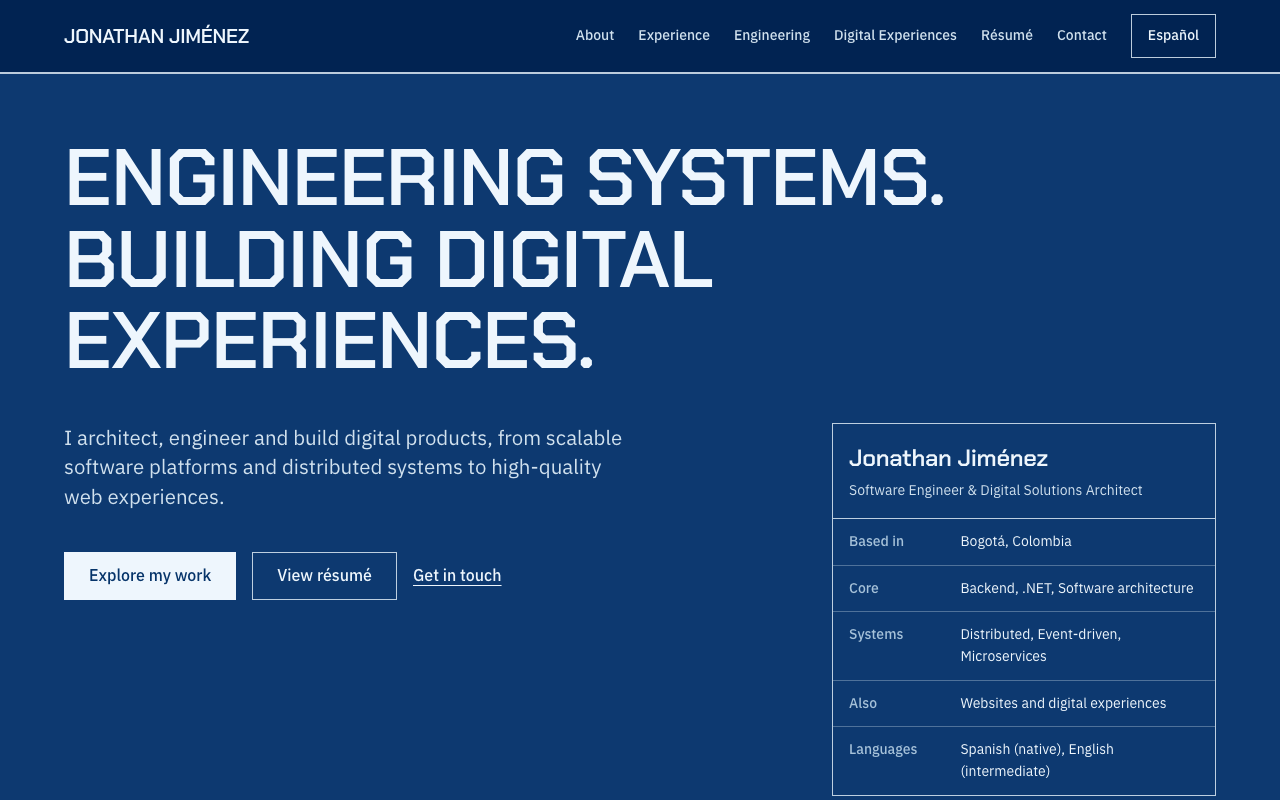 JONATHAN JIMÉNEZ
About Experience Engineering Digital Experiences Résumé Contact Español
ENGINEERING SYSTEMS.
BUILDING DIGITAL
EXPERIENCES.
I architect, engineer and build digital products, from scalable
software platforms and distributed systems to high-quality
web experiences.
Explore my work View résumé Get in touch
Jonathan Jiménez
Software Engineer & Digital Solutions Architect
Based in Bogotá, Colombia
Core Backend, .NET, Software architecture
Systems Distributed, Event-driven,
Microservices
Also Websites and digital experiences
Languages Spanish (native), English
(intermediate)